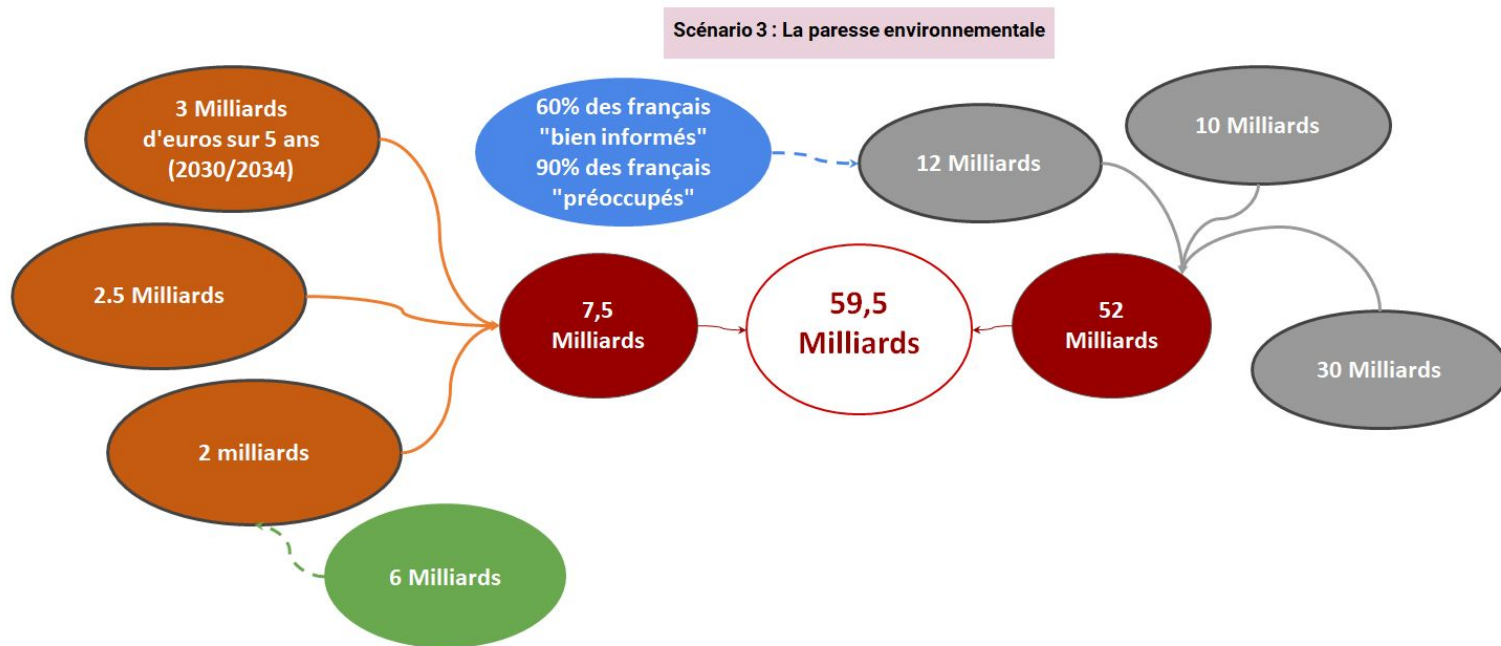 Scénario 3 : La paresse environnementale
3 Milliards
d'euros sur 5 ans
(2030/2034)
60% des français
"bien informés"
90% des français
"préoccupés"
12 Milliards
10 Milliards
2.5 Milliards
7,5
Milliards
59,5
Milliards
52
Milliards
30 Milliards
2 milliards
6 Milliards